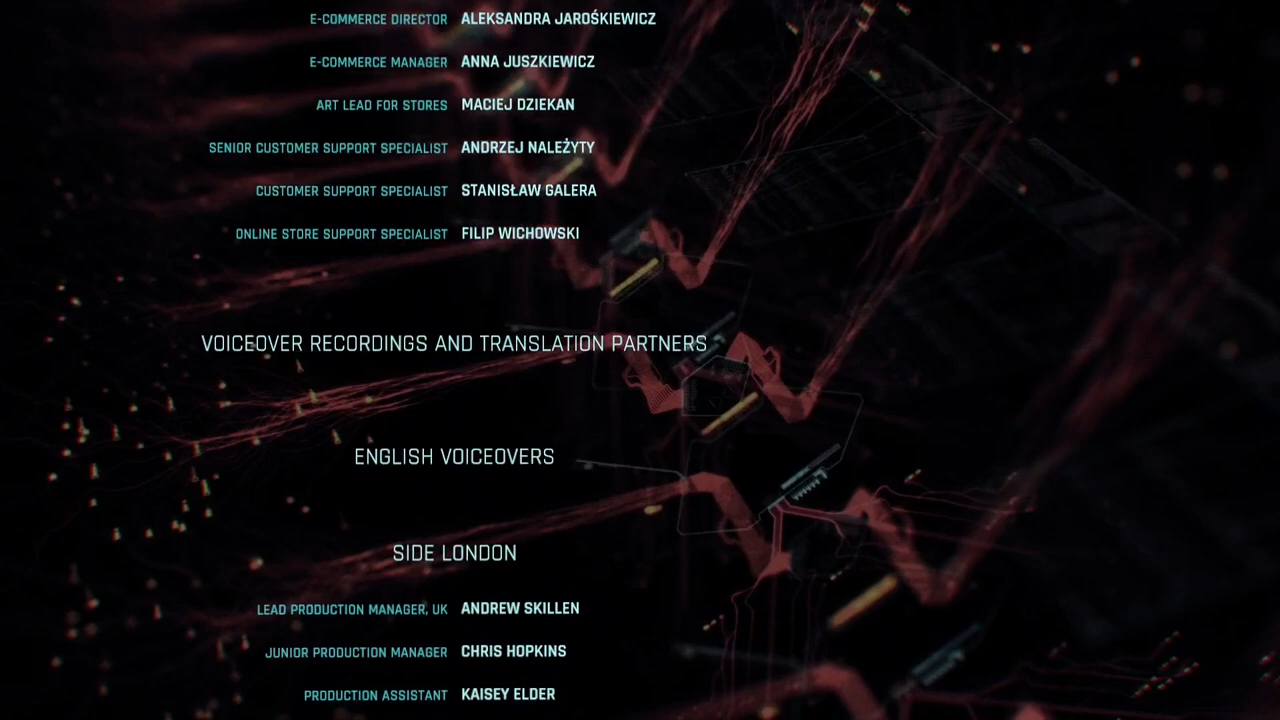 E-COMMERCE DIRECTOR ALEKSANDRA JAROŚKIEWICZ
E-COMMERCE MANAGER ANNA JUSZKIEWICZ
ART LEAD FOR STORES MACIEJ DZIEKAN
SENIOR CUSTOMER SUPPORT SPECIALIST ANDRZEJ NALEŻYTY
CUSTOMER SUPPORT SPECIALIST STANISŁAW GALERA
ONLINE STORE SUPPORT SPECIALIST FILIP WICHOWSKI
VOICEOVER RECORDINGS AND TRANSLATION PARTNERS
ENGLISH VOICEOVERS
SIDE LONDON
LEAD PRODUCTION MANAGER, UK ANDREW SKILLEN
JUNIOR PRODUCTION MANAGER CHRIS HOPKINS
PRODUCTION ASSISTANT KAISEY ELDER